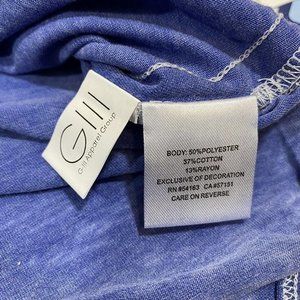 GIII
G-III Apparel Group
BODY: 50%POLYESTER
37%COTTON
13%RAYON
EXCLUSIVE OF DECORATION
RN #54163 CA#57151
CARE ON REVERSE